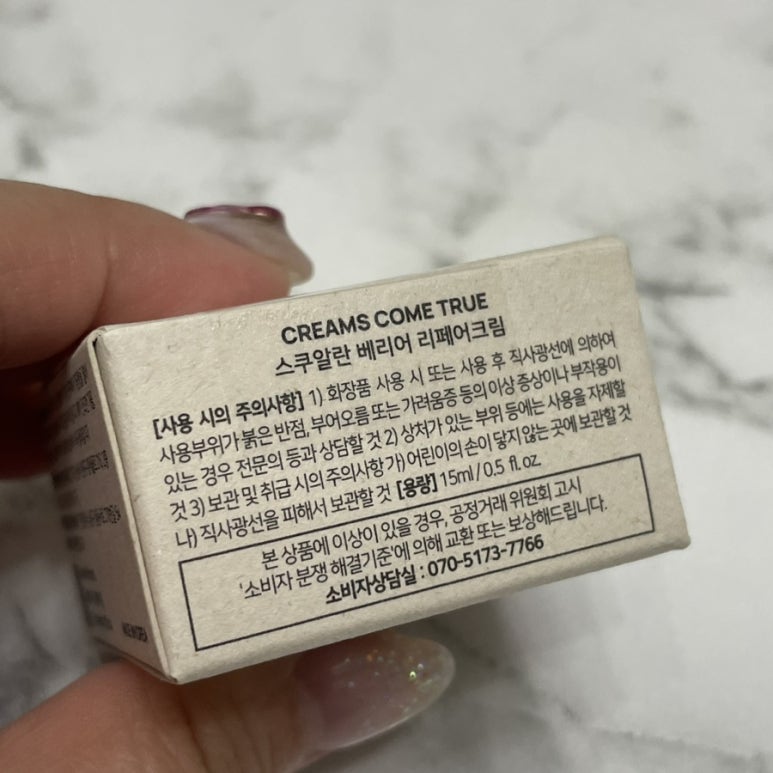 CREAMS COME TRUE
스쿠알란 베리어 리페어크림
[사용 시의 주의사항] 1) 화장품 사용 시 또는 사용 후 직사광선에 의하여
사용부위가 붉은 반점, 부어오름 또는 가려움증 등의 이상 증상이나 부작용이
있는 경우 전문의 등과 상담할 것 2) 상처가 있는 부위 등에는 사용을 자제할
것 3) 보관 및 취급 시의 주의사항 가) 어린이의 손이 닿지 않는 곳에 보관할 것
나) 직사광선을 피해서 보관할 것 [용량] 15ml / 0.5 fl. oz.
본 상품에 이상이 있을 경우, 공정거래 위원회 고시
'소비자 분쟁 해결기준'에 의해 교환 또는 보상해드립니다.
소비자상담실 : 070-5173-7766